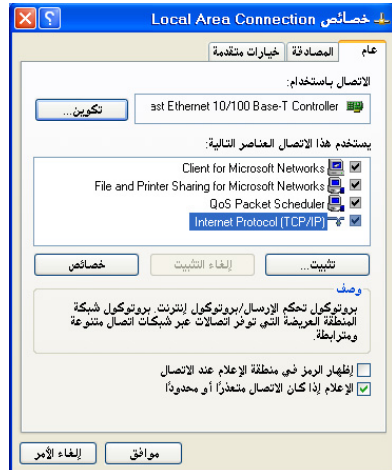 خصائص Local Area Connection
عام
المصادقة
خيارات متقدمة
الاتصال باستخدام:
ast Ethernet 10/100 Base-T Controller
تكوين...
يستخدم هذا الاتصال العناصر التالية:
Client for Microsoft Networks
File and Printer Sharing for Microsoft Networks
QoS Packet Scheduler
Internet Protocol (TCP/IP)
تثبيت...
إلغاء التثبيت
خصائص
وصف
بروتوكول تحكم الإرسال/بروتوكول إنترنت. بروتوكول شبكة
المنطقة العريضة التي توفر اتصالات عبر شبكات اتصال متنوعة
ومترابطة.
إظهار الرمز في منطقة الإعلام عند الاتصال
الإعلام إذا كان الاتصال متعذرًا أو محدودًا
موافق
إلغاء الأمر